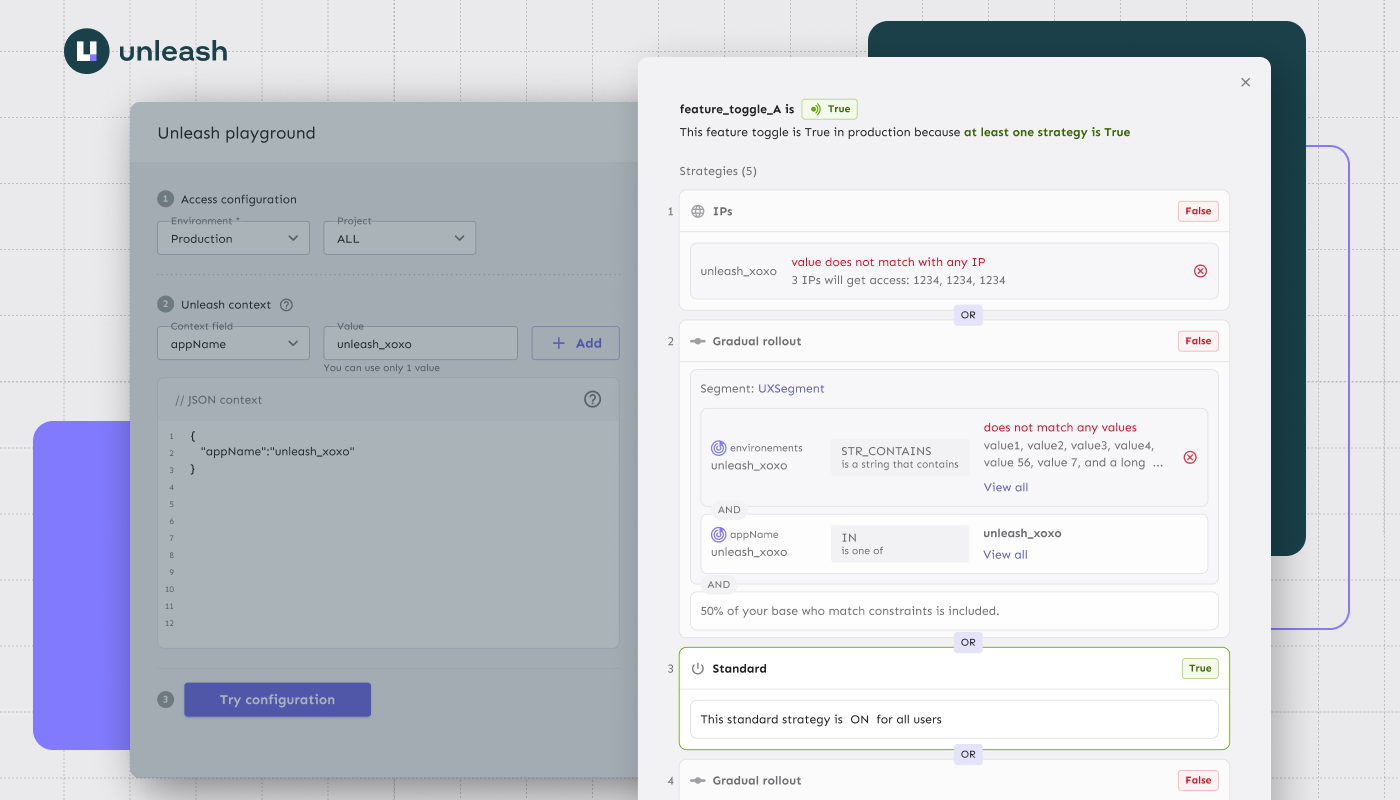 unleash
Unleash playground
1 Access configuration
Environment *
Production
Project
ALL
2 Unleash context ?
Context field
appName
Value
unleash_xoxo
You can use only 1 value
+ Add
// JSON context ?
1 {
2 "appName":"unleash_xoxo"
3 }
4
5
6
7
8
9
10
11
12
3 Try configuration
feature_toggle_A is True
This feature toggle is True in production because at least one strategy is True
Strategies (5)
1 IPs False
unleash_xoxo
value does not match with any IP
3 IPs will get access: 1234, 1234, 1234
OR
2 Gradual rollout False
Segment: UXSegment
environements
unleash_xoxo
STR_CONTAINS
is a string that contains
does not match any values
value1, value2, value3, value4,
value 56, value 7, and a long ...
View all
AND
appName
unleash_xoxo
IN
is one of
unleash_xoxo
View all
AND
50% of your base who match constraints is included.
OR
3 Standard True
This standard strategy is ON for all users
OR
4 Gradual rollout False